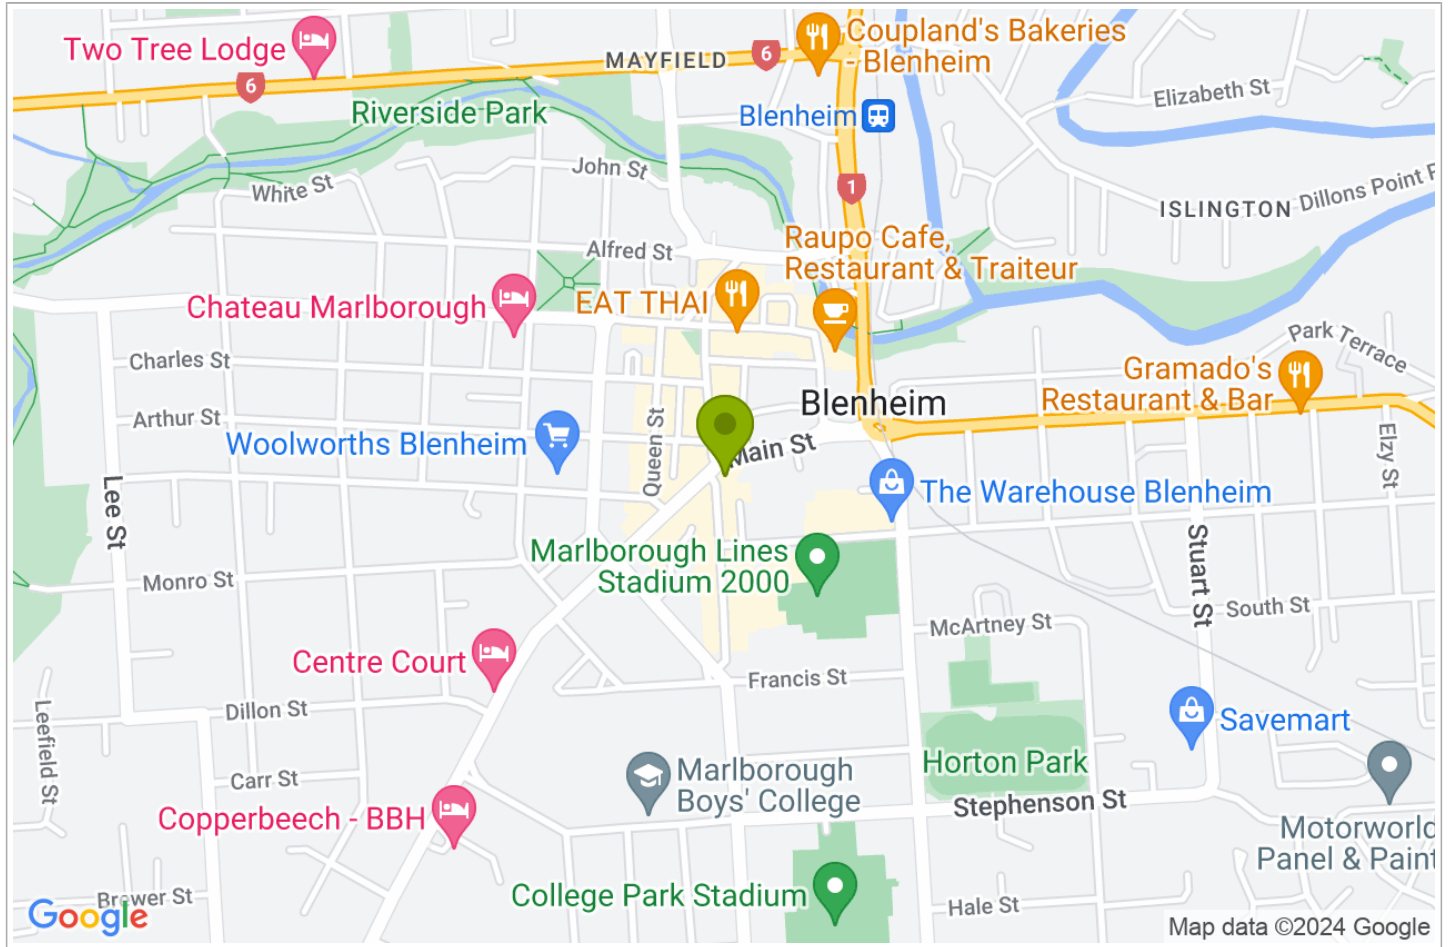 Two Tree Lodge
6
MAYFIELD
6
Coupland's Bakeries
- Blenheim
Riverside Park
Blenheim
Elizabeth St
John St
White St
1
ISLINGTON
Dillons Point
Alfred St
Raupo Cafe,
Restaurant & Traiteur
Chateau Marlborough
EAT THAI
Charles St
Park Terrace
Gramado's
Restaurant & Bar
Blenheim
Arthur St
Woolworths Blenheim
Queen St
Main St
Elzy St
Lee St
The Warehouse Blenheim
Marlborough Lines
Stadium 2000
Stuart St
Monro St
South St
McArtney St
Centre Court
Francis St
Dillon St
Leefield St
Savemart
Carr St
Marlborough
Boys' College
Horton Park
Stephenson St
Copperbeech - BBH
Motorworld
Panel & Paint
College Park Stadium
Brewer St
Hale St
Google
Map data ©2024 Google